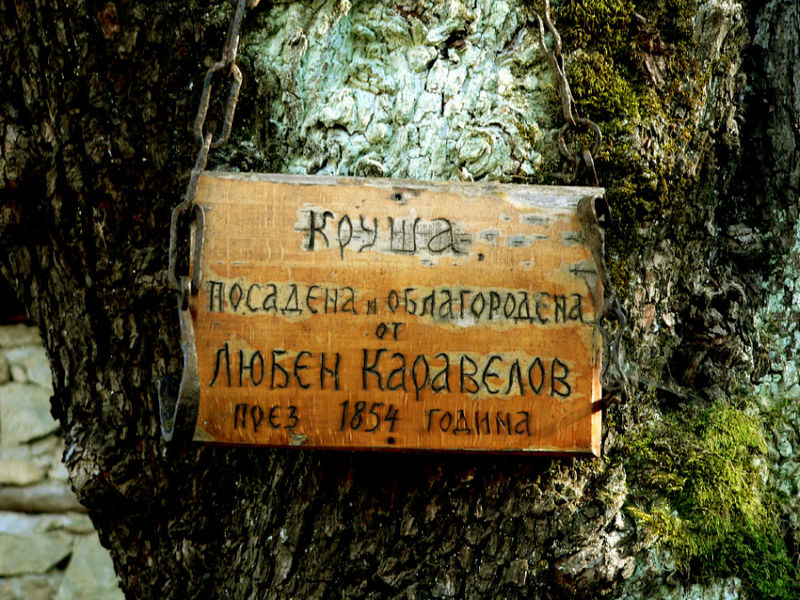 Круша,
посадена и облагородена
от
Любен Каравелов
през 1854 година